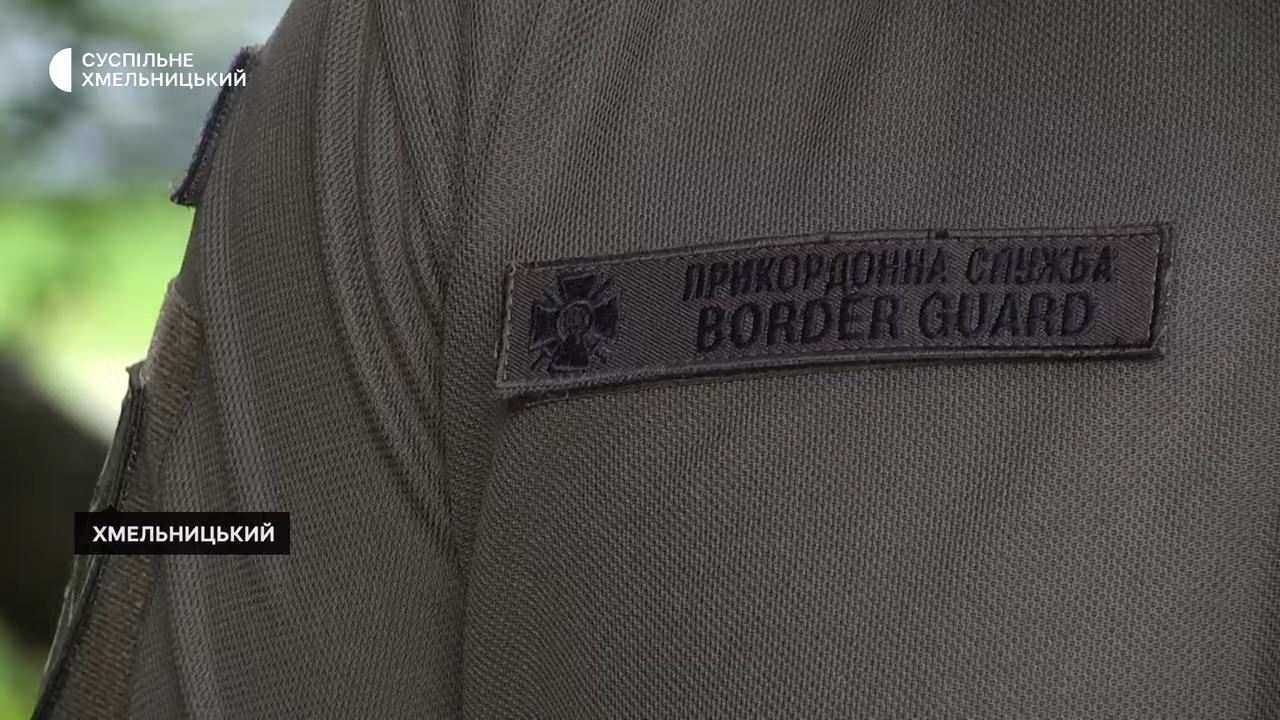 СУСПІЛЬНЕ
ХМЕЛЬНИЦЬКИЙ
ПРИКОРДОННА СЛУЖБА
BORDER GUARD
ХМЕЛЬНИЦЬКИЙ